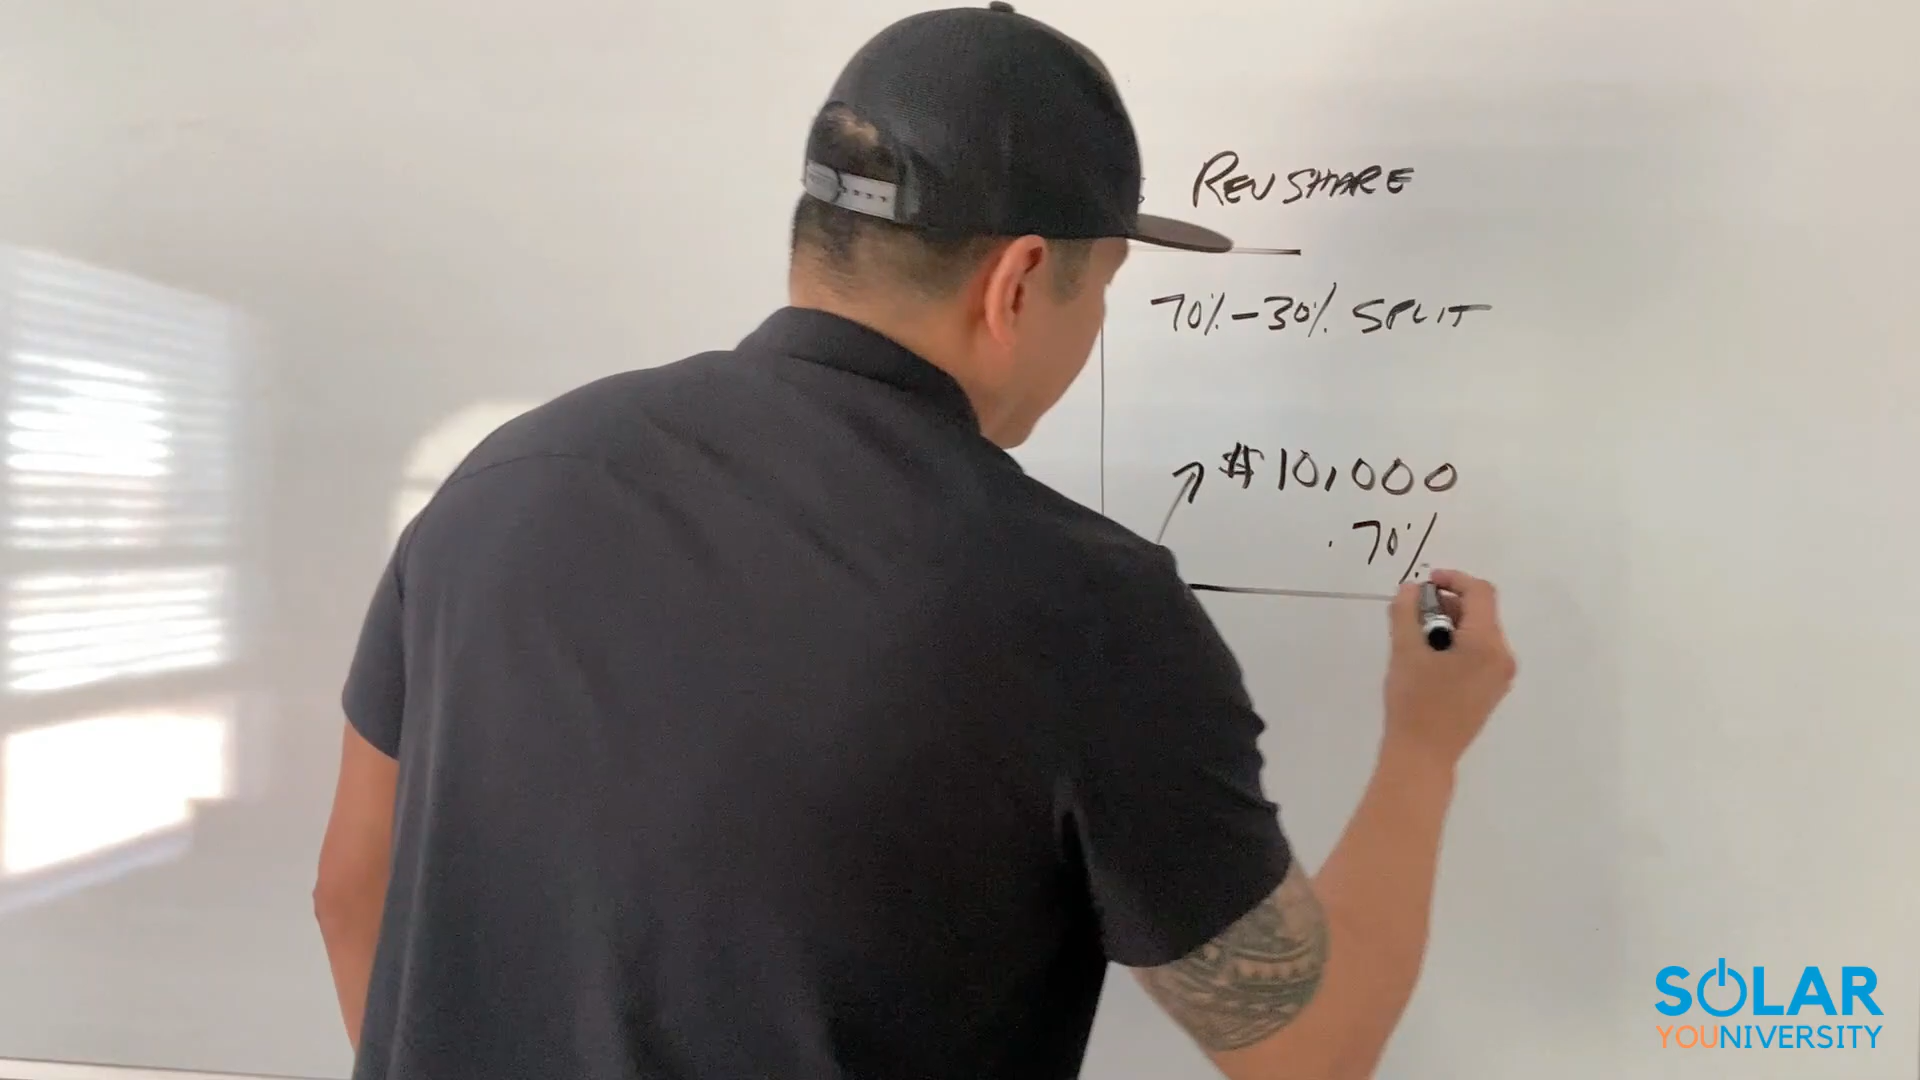 REV SHARE
70%-30% SPLIT
$10,000
.70%
SOLAR
YOUNIVERSITY